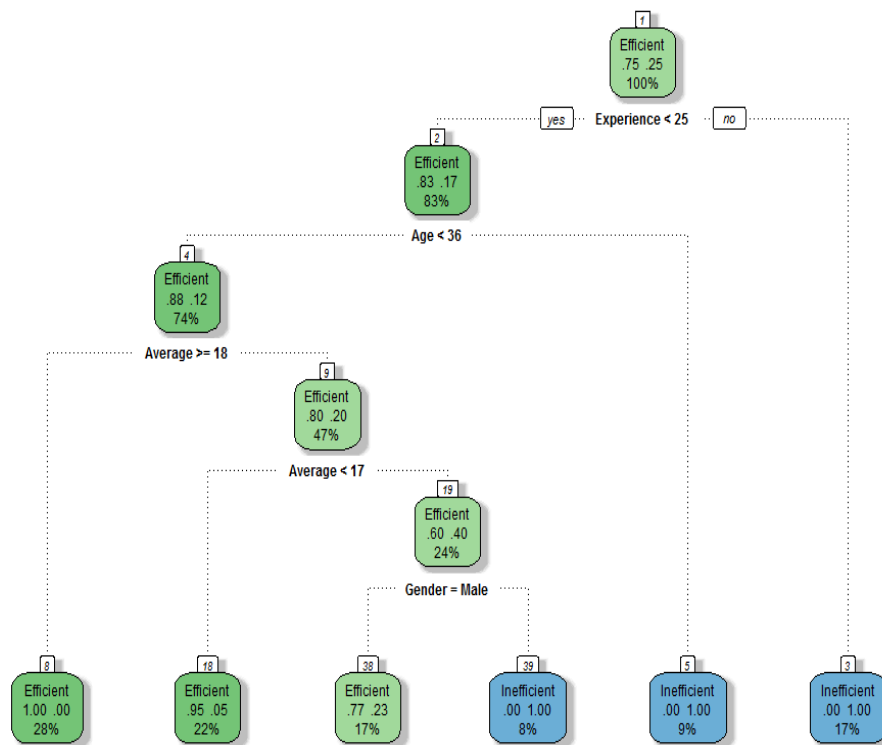 1
Efficient
.75 .25
100%
yes Experience < 25 no
2
Efficient
.83 .17
83%
Age < 36
4
Efficient
.88 .12
74%
Average >= 18
9
Efficient
.80 .20
47%
Average < 17
19
Efficient
.60 .40
24%
Gender = Male
8
Efficient
1.00 .00
28%
18
Efficient
.95 .05
22%
38
Efficient
.77 .23
17%
39
Inefficient
.00 1.00
8%
5
Inefficient
.00 1.00
9%
3
Inefficient
.00 1.00
17%